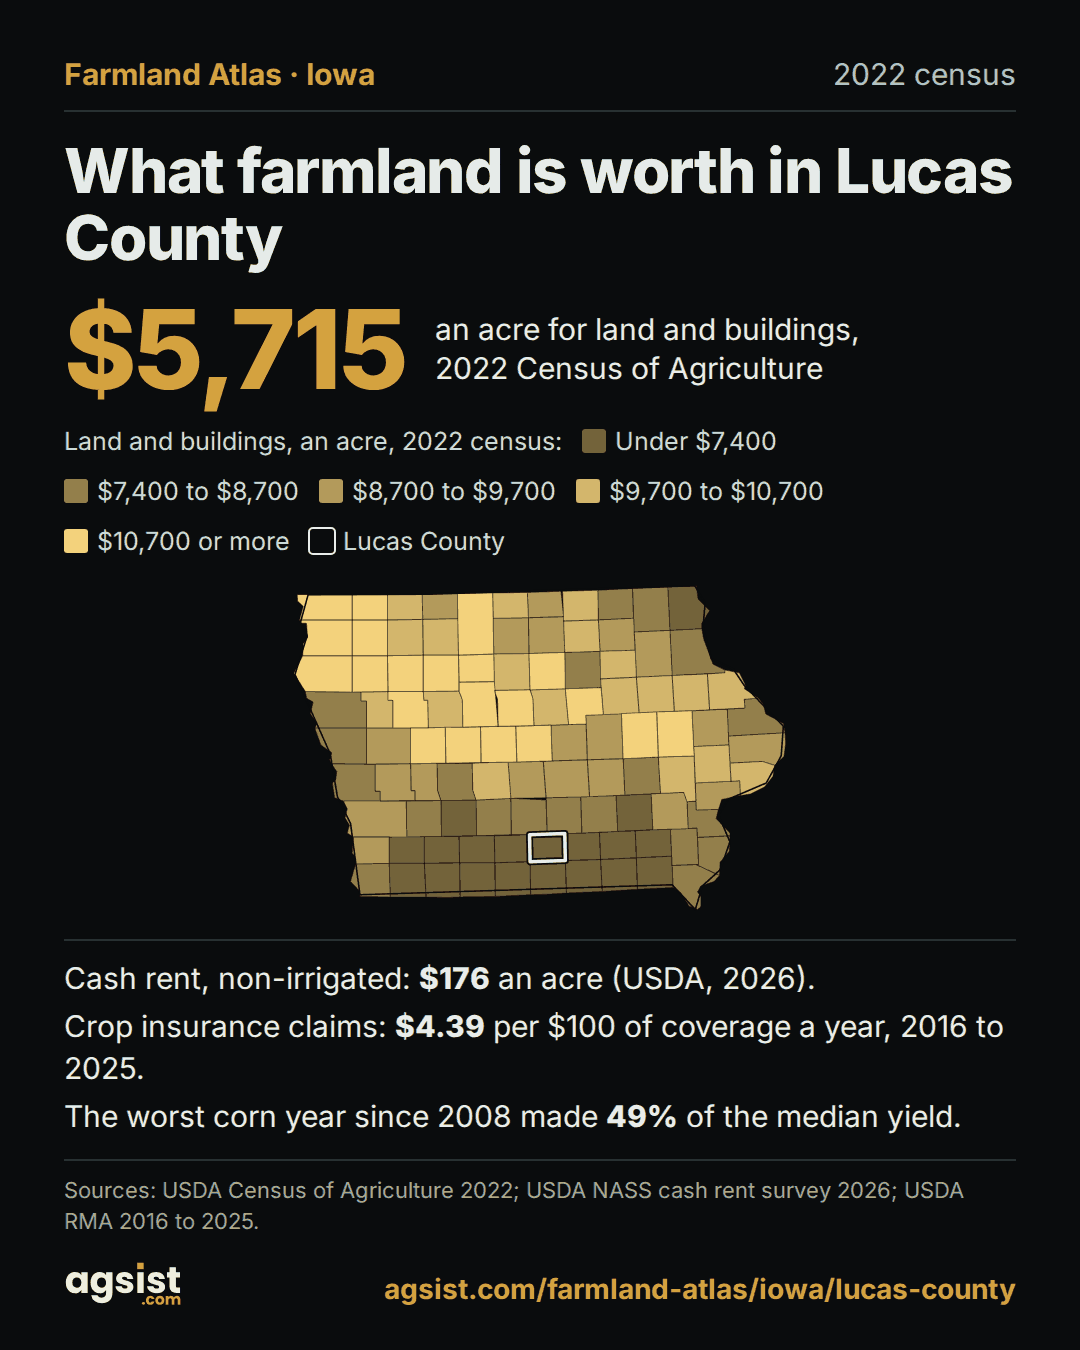 Farmland Atlas · Iowa
2022 census
What farmland is worth in Lucas
County
$5,715
an acre for land and buildings,
2022 Census of Agriculture
Land and buildings, an acre, 2022 census: Under $7,400
$7,400 to $8,700 $8,700 to $9,700 $9,700 to $10,700
$10,700 or more Lucas County
Cash rent, non-irrigated: $176 an acre (USDA, 2026).
Crop insurance claims: $4.39 per $100 of coverage a year, 2016 to
2025.
The worst corn year since 2008 made 49% of the median yield.
Sources: USDA Census of Agriculture 2022; USDA NASS cash rent survey 2026; USDA
RMA 2016 to 2025.
agsist
.com
agsist.com/farmland-atlas/iowa/lucas-county